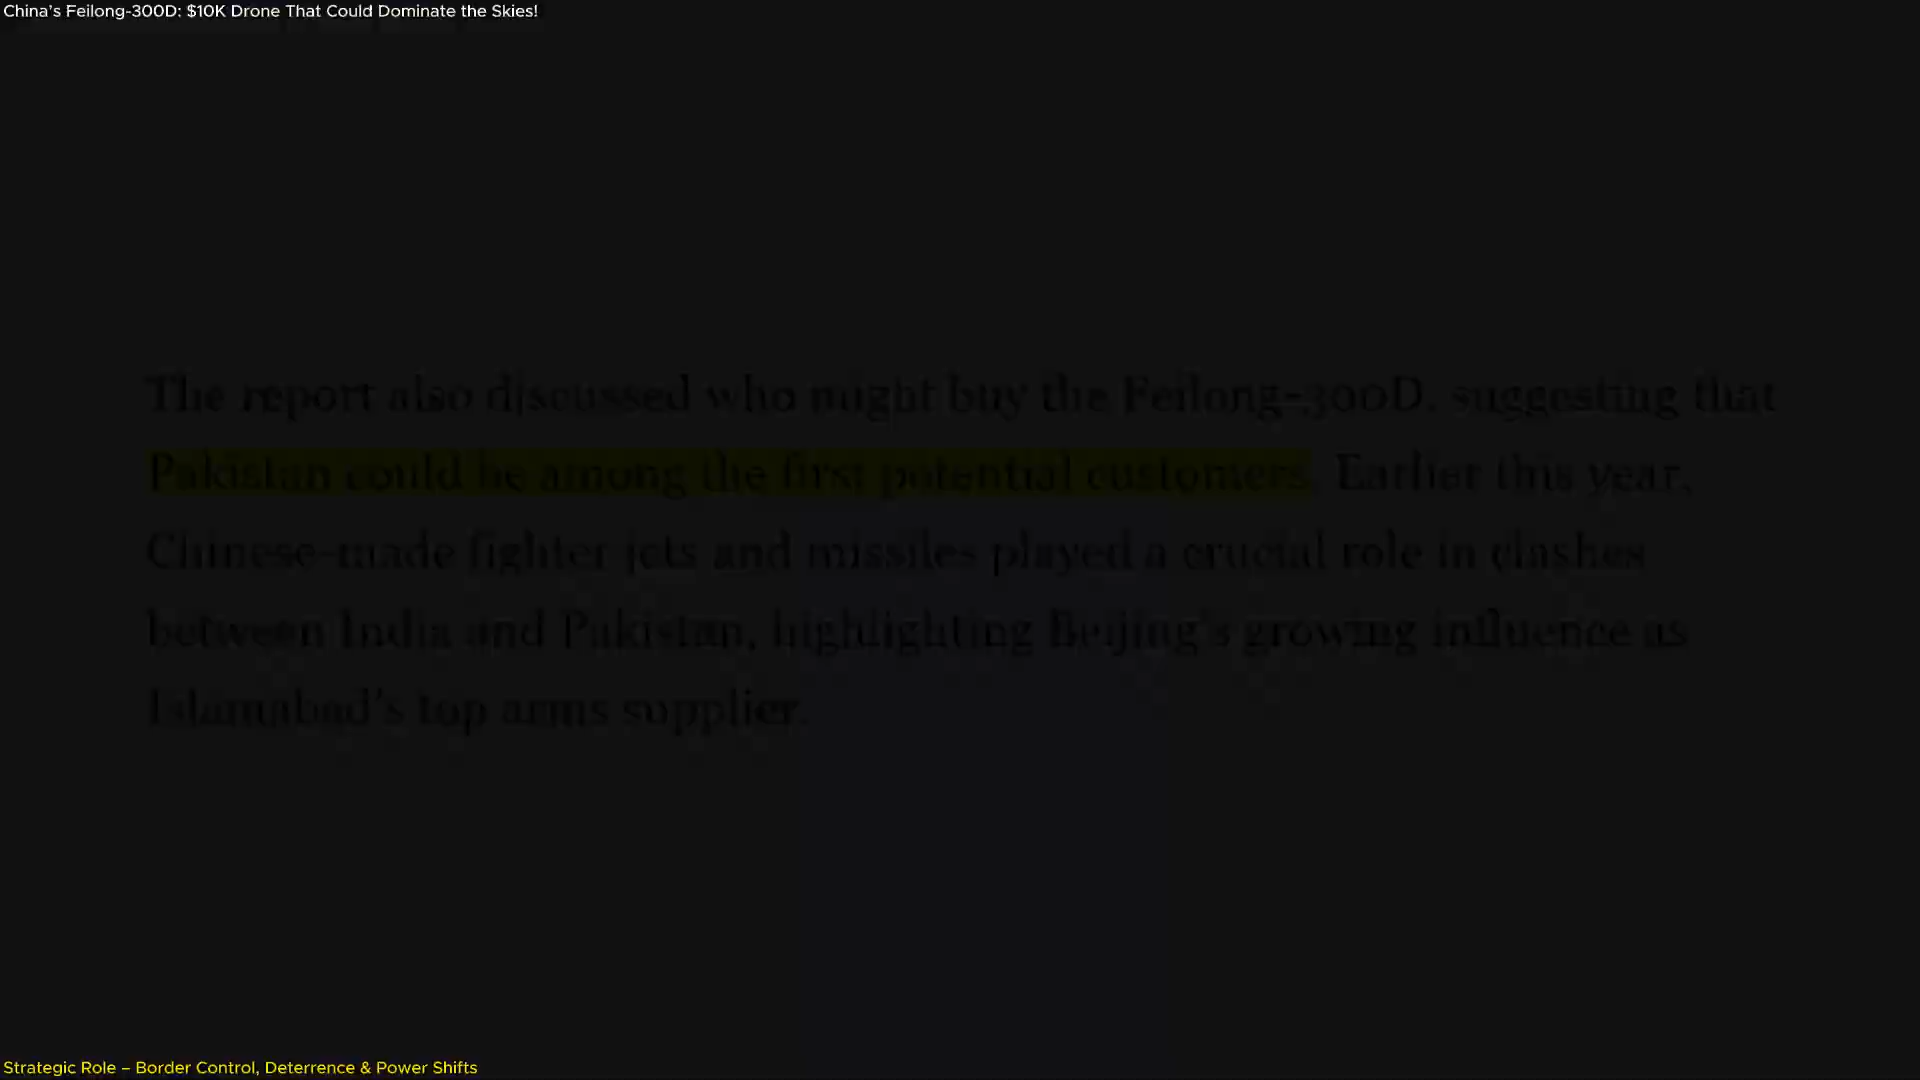 China's Feilong-300D: $10K Drone That Could Dominate the Skies!
The report also discussed who might buy the Feilong-300D, suggesting that
Pakistan could be among the first potential customers. Earlier this year,
Chinese-made fighter jets and missiles played a crucial role in clashes
between India and Pakistan, highlighting Beijing's growing influence as
Islamabad's top arms supplier.
Strategic Role – Border Control, Deterrence & Power Shifts